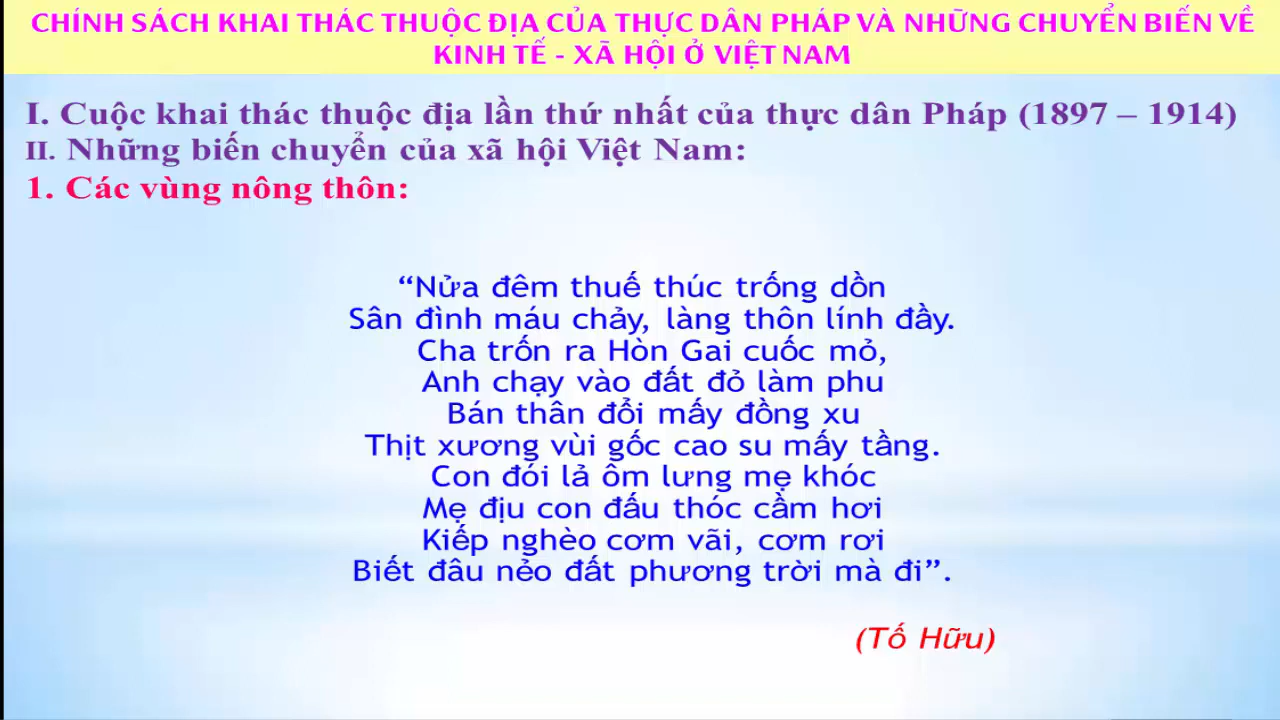 CHÍNH SÁCH KHAI THÁC THUỘC ĐỊA CỦA THỰC DÂN PHÁP VÀ NHỮNG CHUYỂN BIẾN VỀ
KINH TẾ - XÃ HỘI Ở VIỆT NAM
I. Cuộc khai thác thuộc địa lần thứ nhất của thực dân Pháp (1897 – 1914)
II. Những biến chuyển của xã hội Việt Nam:
1. Các vùng nông thôn:
“Nửa đêm thuế thúc trống dồn
Sân đình máu chảy, làng thôn lính đầy.
Cha trốn ra Hòn Gai cuốc mỏ,
Anh chạy vào đất đỏ làm phu
Bán thân đổi mấy đồng xu
Thịt xương vùi gốc cao su mấy tầng.
Con đói lả ôm lưng mẹ khóc
Mẹ địu con đấu thóc cầm hơi
Kiếp nghèo cơm vãi, cơm rơi
Biết đâu nẻo đất phương trời mà đi”.
(Tố Hữu)